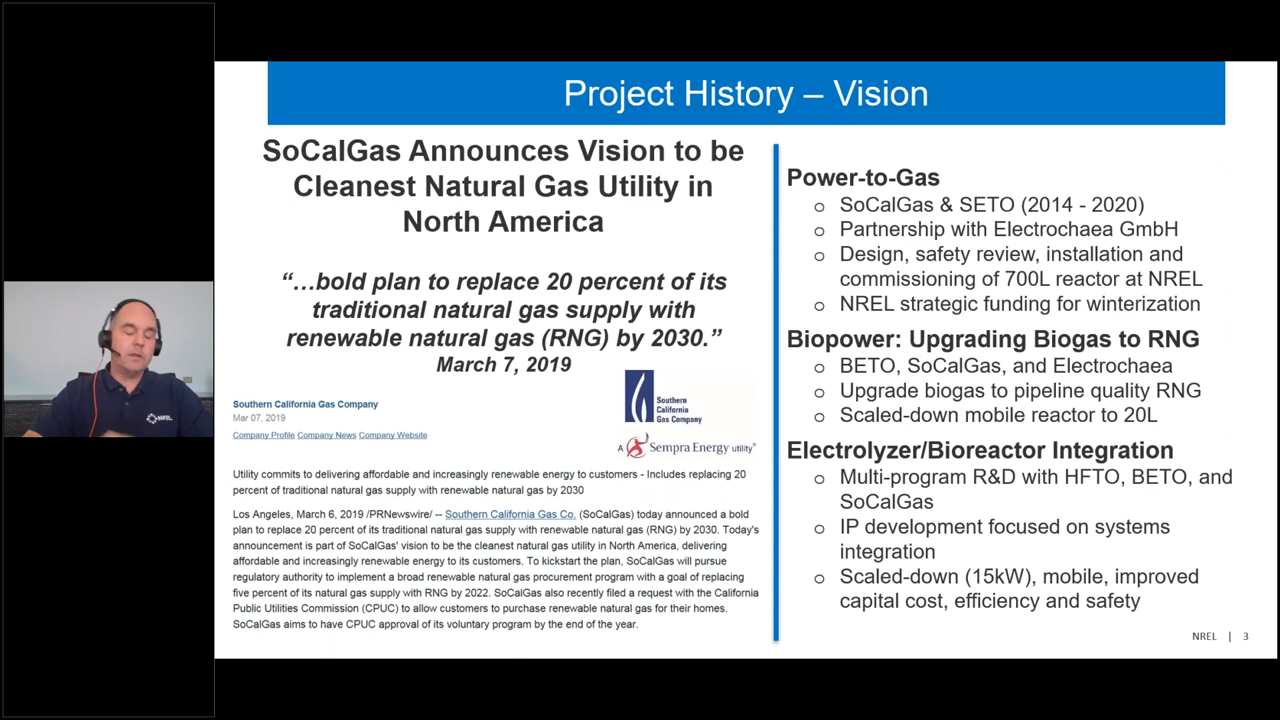 Project History – Vision
SoCalGas Announces Vision to be
Cleanest Natural Gas Utility in
North America
“…bold plan to replace 20 percent of its
traditional natural gas supply with
renewable natural gas (RNG) by 2030.”
March 7, 2019
Southern
California
Gas Company
A Sempra Energy utility®
Southern California Gas Company
Mar 07, 2019
Company Profile Company News Company Website
Utility commits to delivering affordable and increasingly renewable energy to customers - Includes replacing 20
percent of traditional natural gas supply with renewable natural gas by 2030
Los Angeles, March 6, 2019 /PRNewswire/ -- Southern California Gas Co. (SoCalGas) today announced a bold
plan to replace 20 percent of its traditional natural gas supply with renewable natural gas (RNG) by 2030. Today's
announcement is part of SoCalGas' vision to be the cleanest natural gas utility in North America, delivering
affordable and increasingly renewable energy to its customers. To kickstart the plan, SoCalGas will pursue
regulatory authority to implement a broad renewable natural gas procurement program with a goal of replacing
five percent of its natural gas supply with RNG by 2022. SoCalGas also recently filed a request with the California
Public Utilities Commission (CPUC) to allow customers to purchase renewable natural gas for their homes.
SoCalGas aims to have CPUC approval of its voluntary program by the end of the year.
Power-to-Gas
o SoCalGas & SETO (2014 - 2020)
o Partnership with Electrochaea GmbH
o Design, safety review, installation and
commissioning of 700L reactor at NREL
o NREL strategic funding for winterization
Biopower: Upgrading Biogas to RNG
o BETO, SoCalGas, and Electrochaea
o Upgrade biogas to pipeline quality RNG
o Scaled-down mobile reactor to 20L
Electrolyzer/Bioreactor Integration
o Multi-program R&D with HFTO, BETO, and
SoCalGas
o IP development focused on systems
integration
o Scaled-down (15kW), mobile, improved
capital cost, efficiency and safety
NREL | 3
NREL